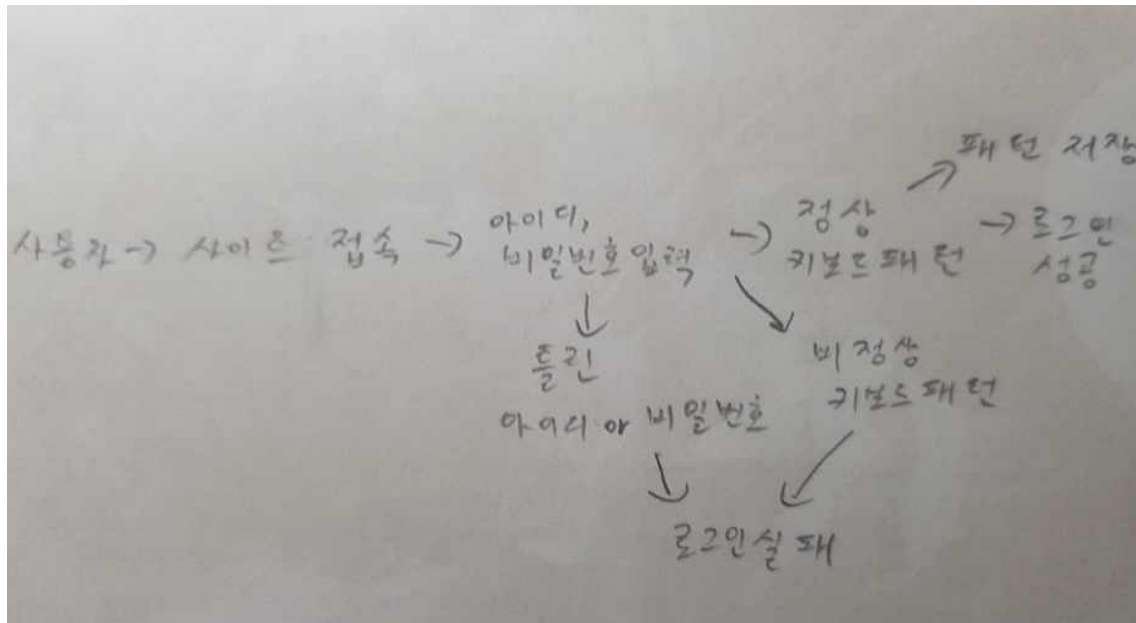 패턴 저장
사용자 → 사이트 접속 → 아이디,
비밀번호 입력
→ 정상
키보드 패턴
→ 로그인
성공
틀린
아이디 or 비밀번호
비정상
키보드 패턴
로그인 실패